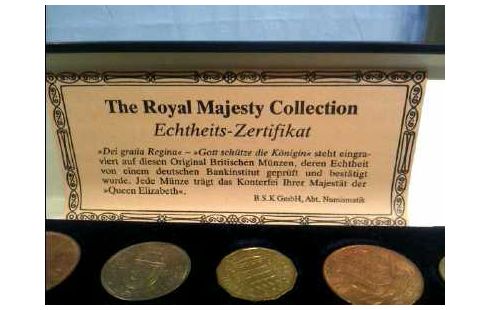 The Royal Majesty Collection
Echtheits-Zertifikat
»Dei gratia Regina« – »Gott schütze die Königin« steht eingra-
viert auf diesen Original Britischen Münzen, deren Echtheit
von einem deutschen Bankinstitut geprüft und bestätigt
wurde. Jede Münze trägt das Konterfei Ihrer Majestät der
»Queen Elizabeth«.
B.S.K GmbH, Abt. Numismatik